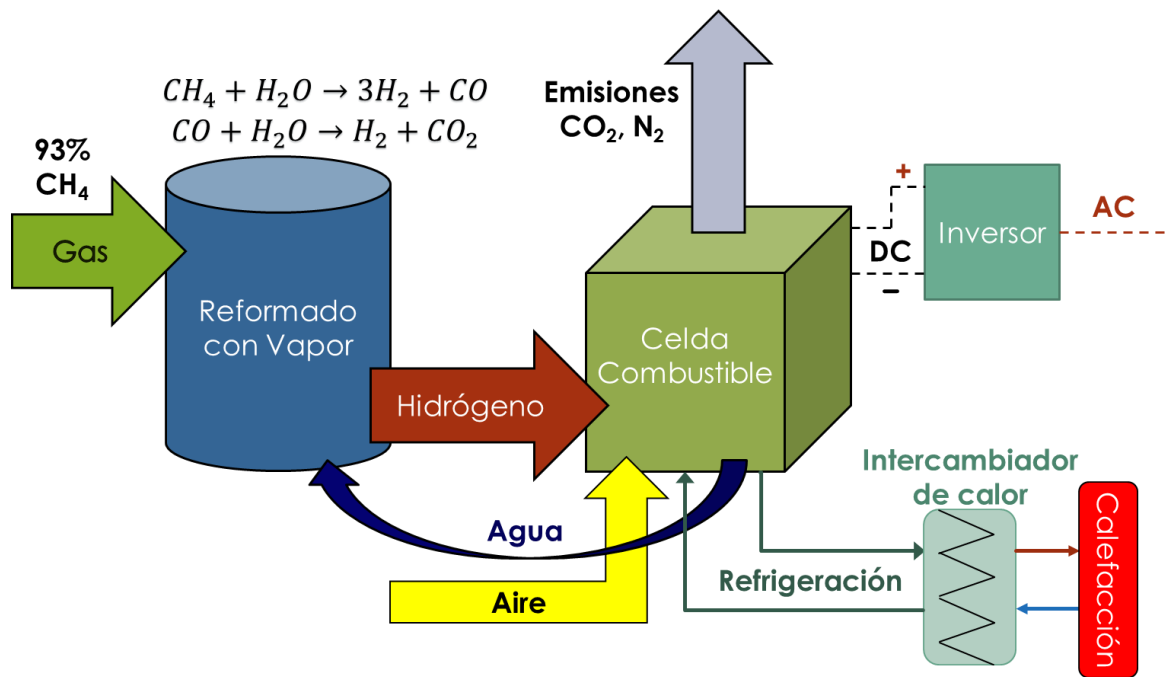 CH₄ + H₂O → 3H₂ + CO
CO + H₂O → H₂ + CO₂
93%
CH₄
Gas
Reformado
con Vapor
Hidrógeno
Emisiones
CO₂, N₂
Celda
Combustible
+
DC
–
Inversor
AC
Agua
Aire
Refrigeración
Intercambiador
de calor
Calefacción